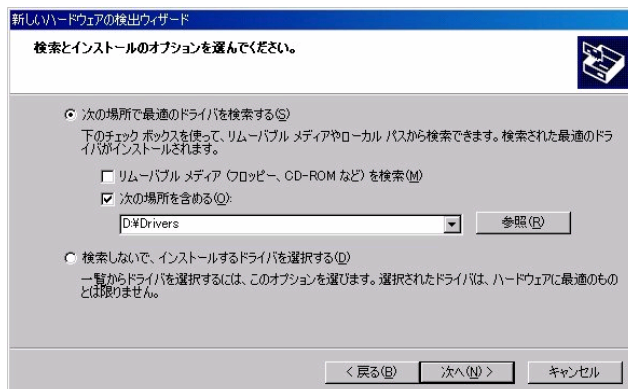 新しいハードウェアの検出ウィザード
検索とインストールのオプションを選んでください。
次の場所で最適のドライバを検索する(S)
下のチェック ボックスを使って、リムーバブル メディアやローカル パスから検索できます。検索された最適のドラ
イバがインストールされます。
リムーバブル メディア (フロッピー、CD-ROM など) を検索(M)
次の場所を含める(O):
D:¥Drivers
参照(R)
検索しないで、インストールするドライバを選択する(D)
一覧からドライバを選択するには、このオプションを選びます。選択されたドライバは、ハードウェアに最適のもの
とは限りません。
< 戻る(B)
次へ(N) >
キャンセル